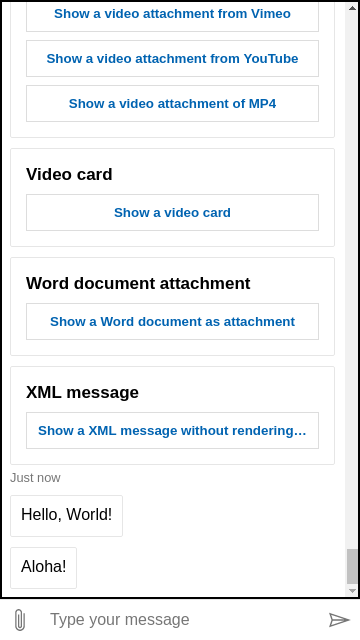 Show a video attachment from Vimeo
Show a video attachment from YouTube
Show a video attachment of MP4
Video card
Show a video card
Word document attachment
Show a Word document as attachment
XML message
Show a XML message without rendering…
Just now
Hello, World!
Aloha!
Type your message